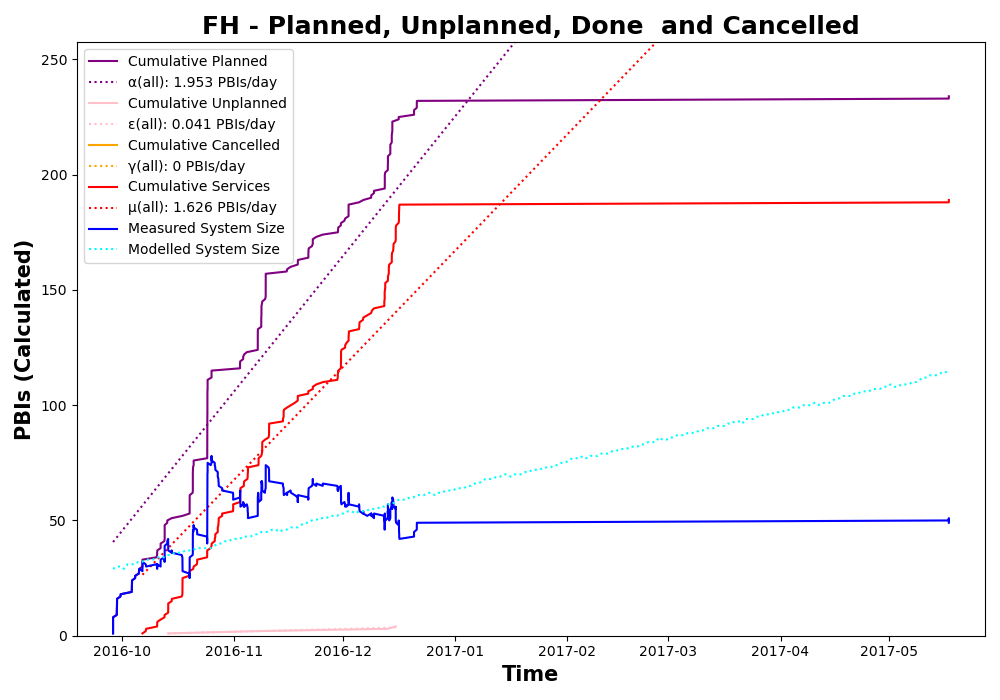 FH - Planned, Unplanned, Done  and Cancelled
Cumulative Planned
α(all): 1.953 PBIs/day
Cumulative Unplanned
ε(all): 0.041 PBIs/day
Cumulative Cancelled
γ(all): 0 PBIs/day
Cumulative Services
μ(all): 1.626 PBIs/day
Measured System Size
Modelled System Size
PBIs (Calculated)
250
200
150
100
50
0
2016-10 2016-11 2016-12 2017-01 2017-02 2017-03 2017-04 2017-05
Time